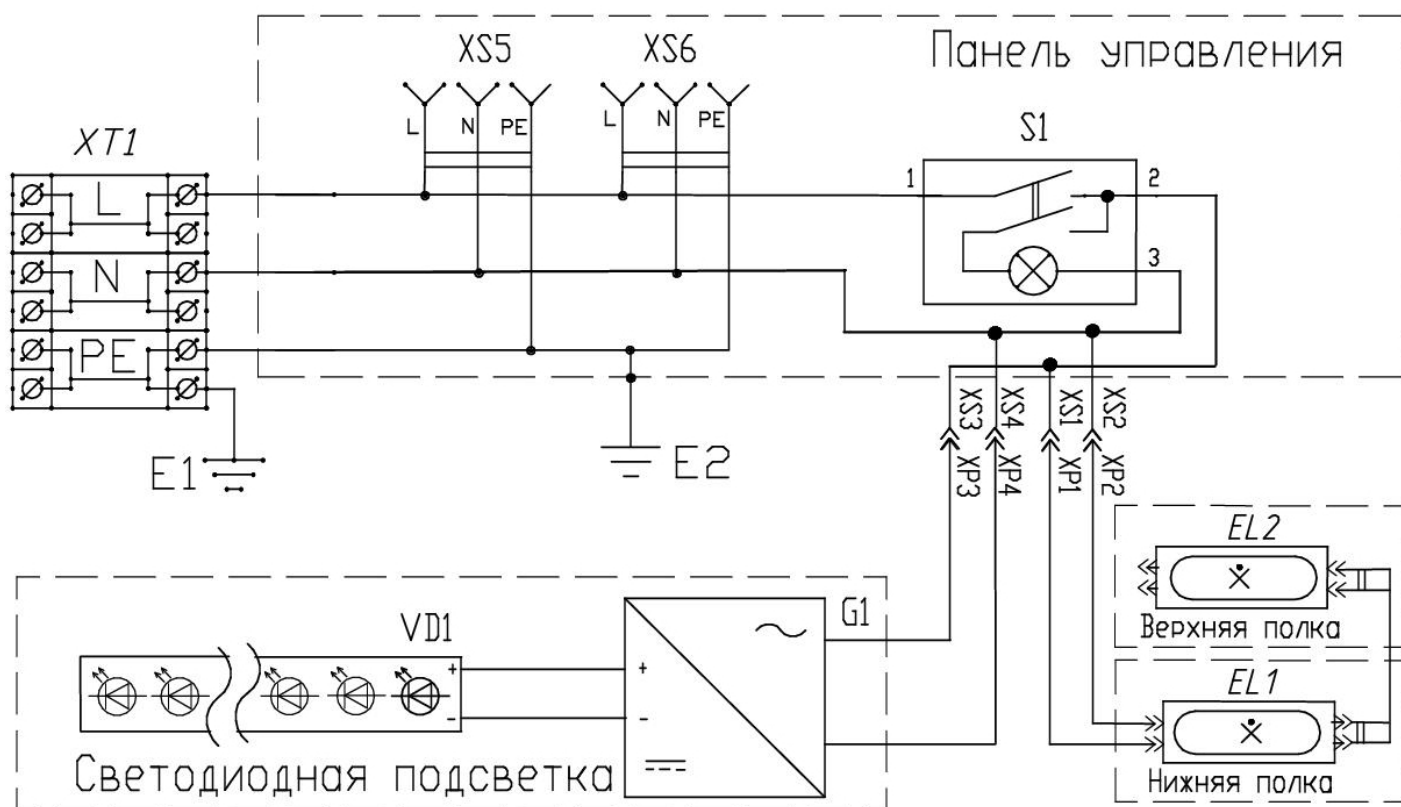 XS5 XS6 Панель управления
L N PE L N PE
XT1 S1
L 1 2
N 3
PE
E1 E2
XS3 XS4 XS1 XS2
XP3 XP4 XP1 XP2
EL2
Верхняя полка
VD1 G1
+ +
- -
EL1
Светодиодная подсветка
Нижняя полка